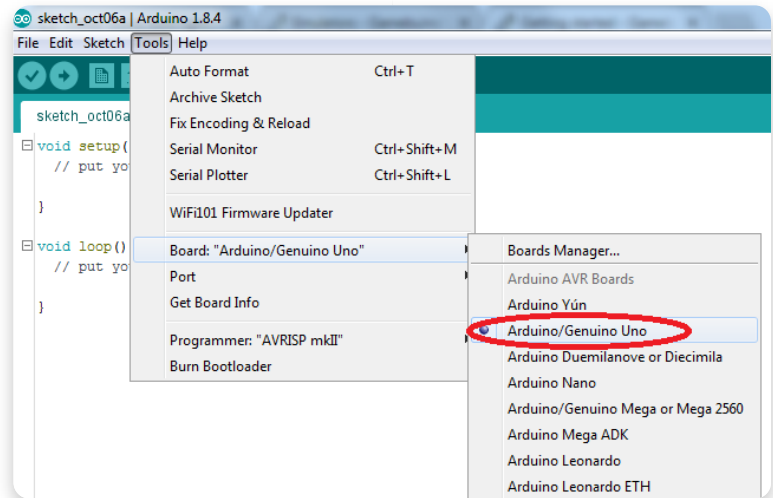 sketch_oct06a | Arduino 1.8.4
File Edit Sketch Tools Help
sketch_oct06a
void setup(
// put yo
}
void loop()
// put yo
}
Auto Format Ctrl+T
Archive Sketch
Fix Encoding & Reload
Serial Monitor Ctrl+Shift+M
Serial Plotter Ctrl+Shift+L
WiFi101 Firmware Updater
Board: "Arduino/Genuino Uno"
Port
Get Board Info
Programmer: "AVRISP mkII"
Burn Bootloader
Boards Manager...
Arduino AVR Boards
Arduino Yún
Arduino/Genuino Uno
Arduino Duemilanove or Diecimila
Arduino Nano
Arduino/Genuino Mega or Mega 2560
Arduino Mega ADK
Arduino Leonardo
Arduino Leonardo ETH